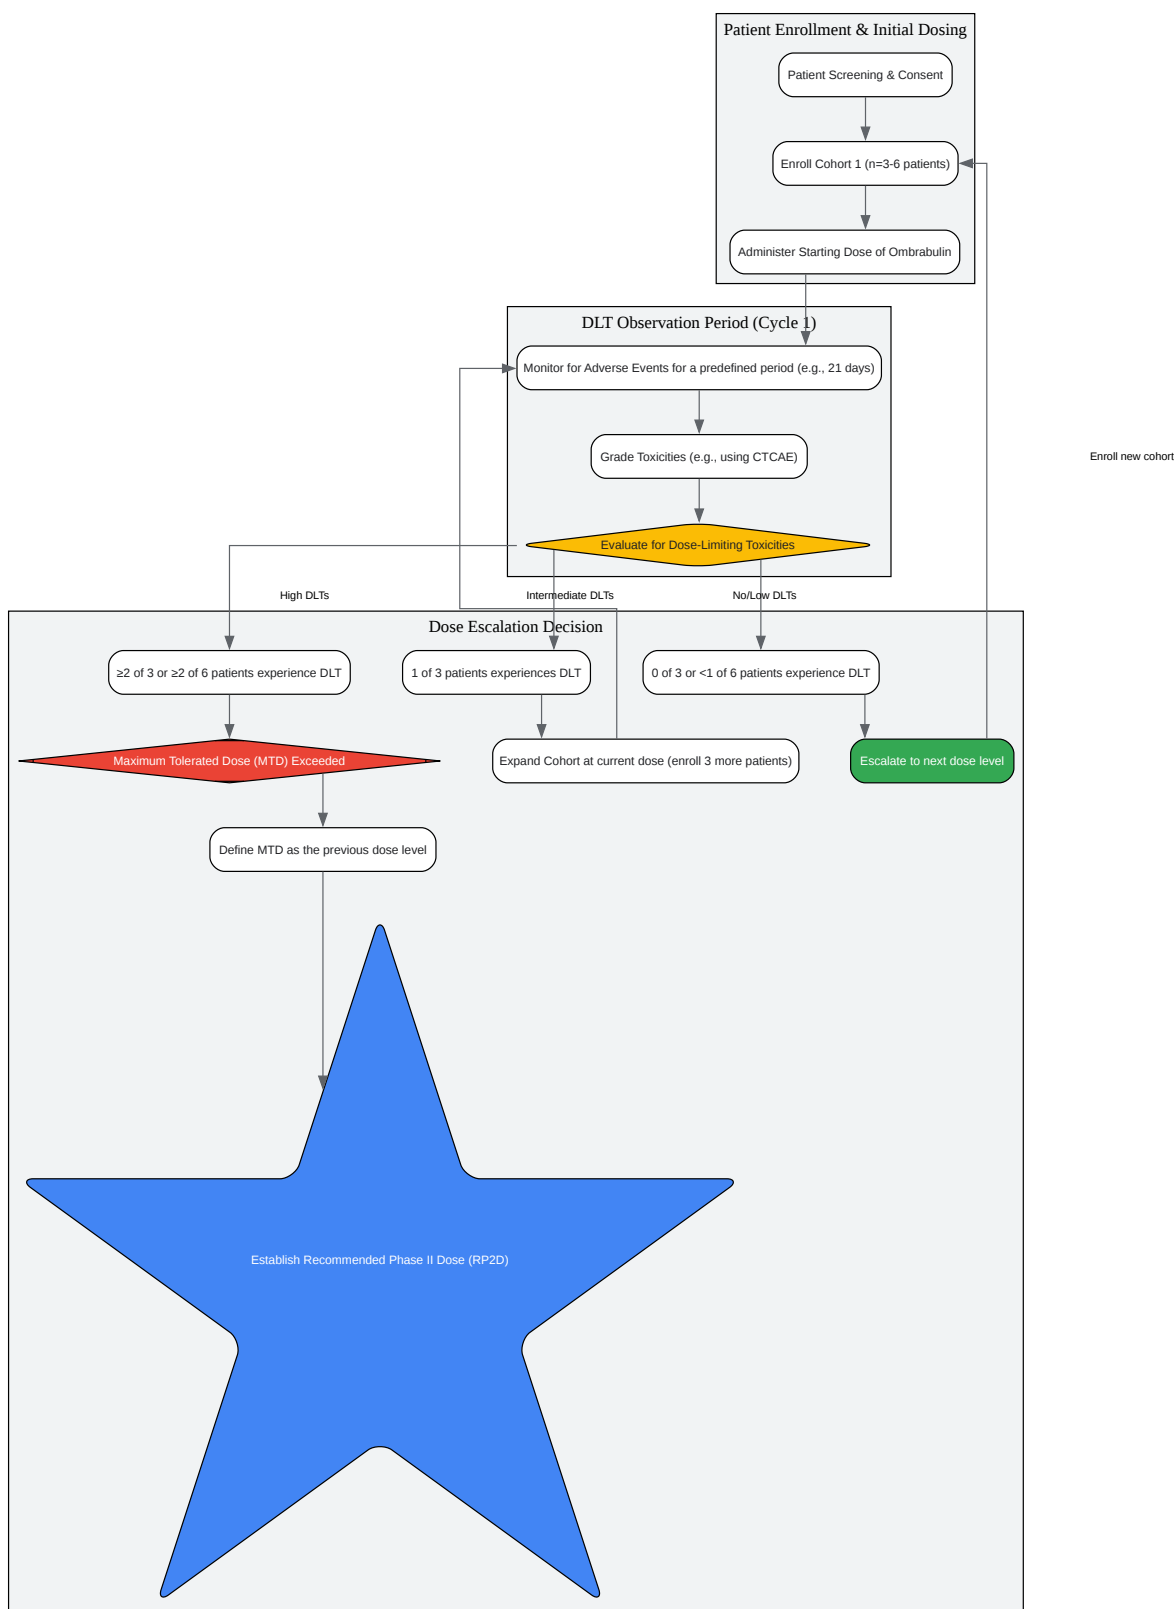 Patient Enrollment & Initial Dosing
Patient Screening & Consent
Enroll Cohort 1 (n=3-6 patients)
Administer Starting Dose of Ombrabulin
DLT Observation Period (Cycle 1)
Monitor for Adverse Events for a predefined period (e.g., 21 days)
Grade Toxicities (e.g., using CTCAE)
Enroll new cohort
Evaluate for Dose-Limiting Toxicities
High DLTs
Intermediate DLTs
No/Low DLTs
Dose Escalation Decision
≥2 of 3 or ≥2 of 6 patients experience DLT
1 of 3 patients experiences DLT
0 of 3 or <1 of 6 patients experience DLT
Maximum Tolerated Dose (MTD) Exceeded
Expand Cohort at current dose (enroll 3 more patients)
Escalate to next dose level
Define MTD as the previous dose level
Establish Recommended Phase II Dose (RP2D)